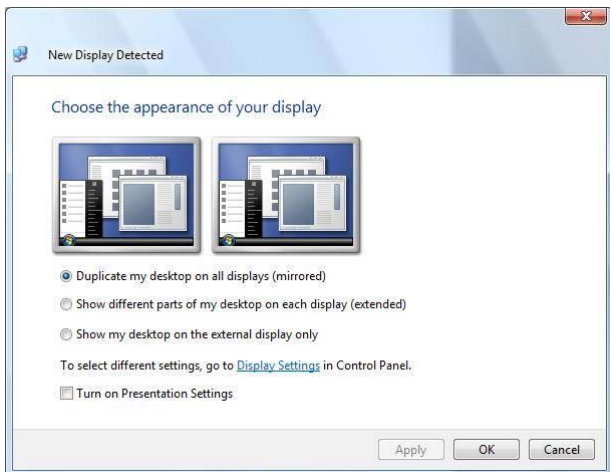 New Display Detected
Choose the appearance of your display
Duplicate my desktop on all displays (mirrored)
Show different parts of my desktop on each display (extended)
Show my desktop on the external display only
To select different settings, go to Display Settings in Control Panel.
Turn on Presentation Settings
Apply OK Cancel